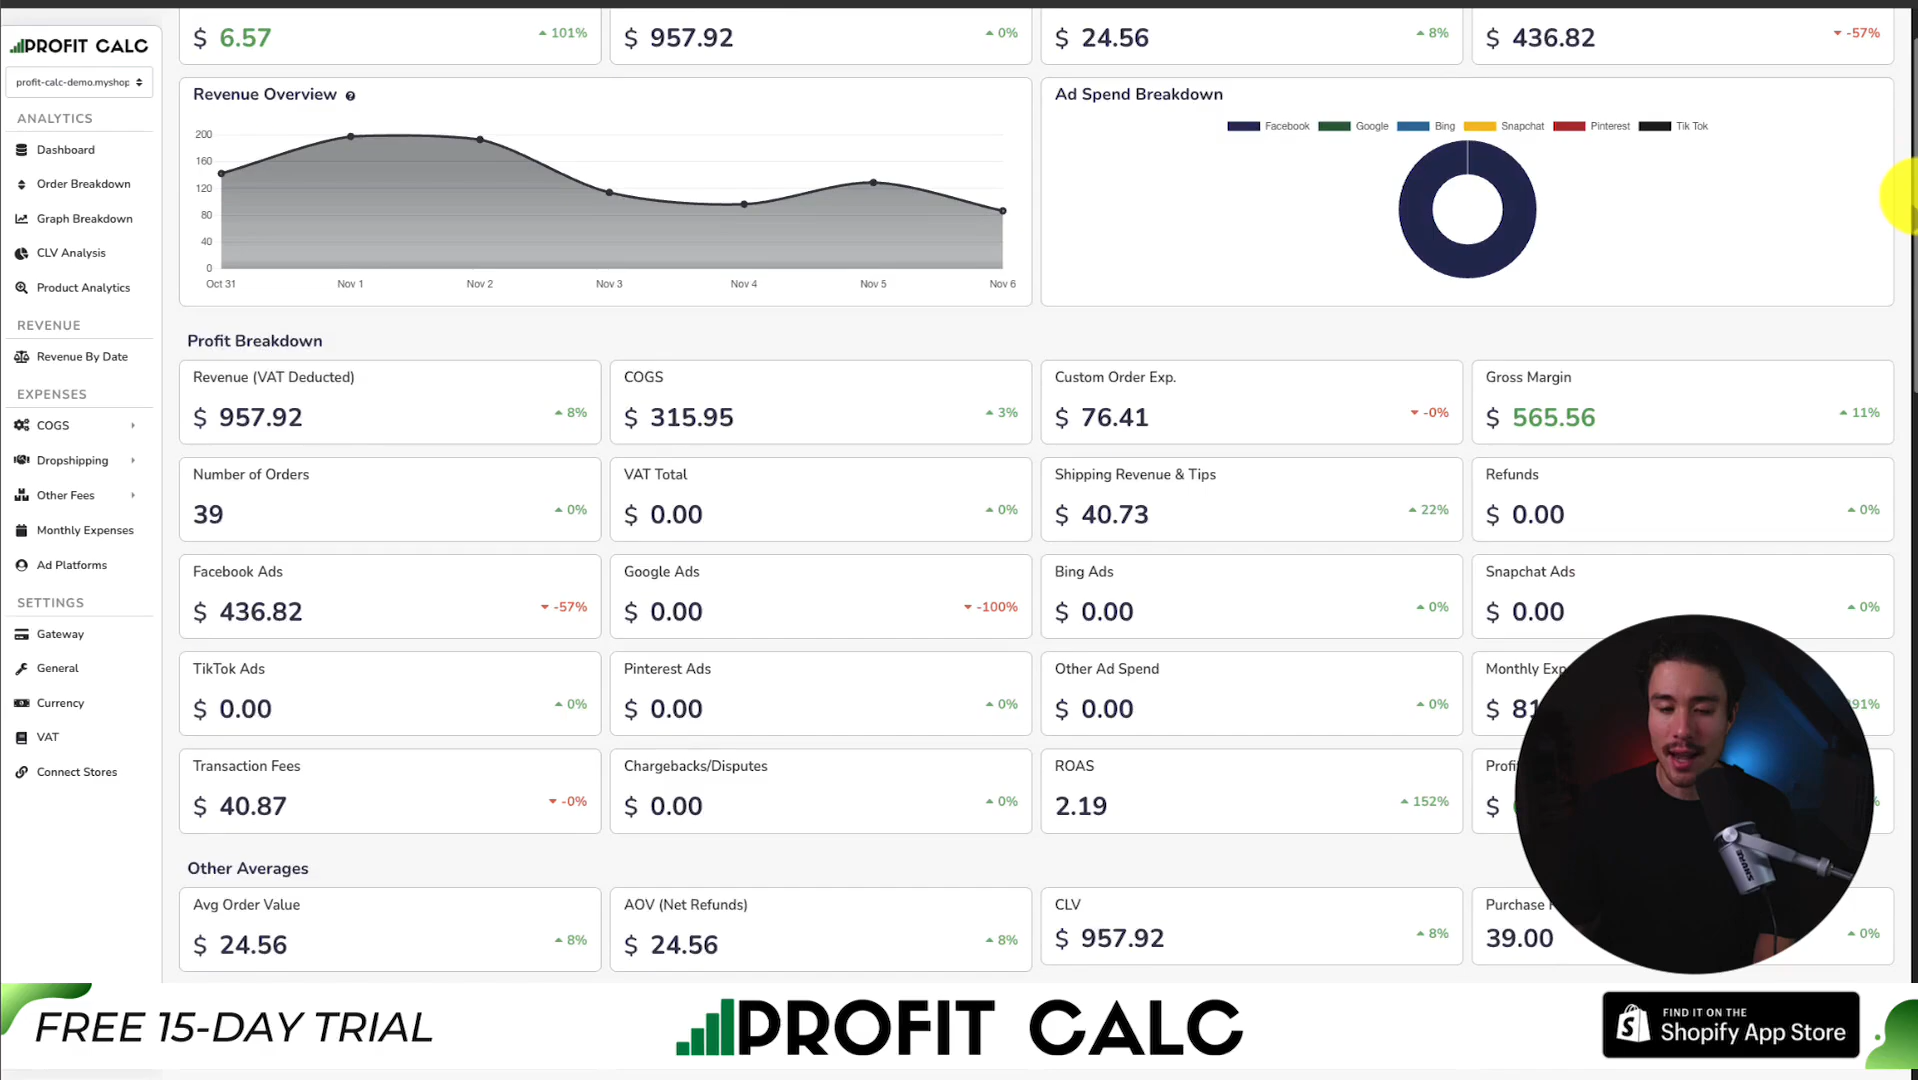 PROFIT CALC
profit-calc-demo.myshop
ANALYTICS
Dashboard
Order Breakdown
Graph Breakdown
CLV Analysis
Product Analytics
REVENUE
Revenue By Date
EXPENSES
COGS
Dropshipping
Other Fees
Monthly Expenses
Ad Platforms
SETTINGS
Gateway
General
Currency
VAT
Connect Stores
$ 6.57 101%
$ 957.92 0%
$ 24.56 8%
$ 436.82 -57%
Revenue Overview
200
160
120
80
40
0
Oct 31 Nov 1 Nov 2 Nov 3 Nov 4 Nov 5 Nov 6
Ad Spend Breakdown
Facebook Google Bing Snapchat Pinterest Tik Tok
Profit Breakdown
Revenue (VAT Deducted)
$ 957.92 8%
COGS
$ 315.95 3%
Custom Order Exp.
$ 76.41 -0%
Gross Margin
$ 565.56 11%
Number of Orders
39 0%
VAT Total
$ 0.00 0%
Shipping Revenue & Tips
$ 40.73 22%
Refunds
$ 0.00 0%
Facebook Ads
$ 436.82 -57%
Google Ads
$ 0.00 -100%
Bing Ads
$ 0.00 0%
Snapchat Ads
$ 0.00 0%
TikTok Ads
$ 0.00 0%
Pinterest Ads
$ 0.00 0%
Other Ad Spend
$ 0.00 0%
Monthly Exp
$ 81 91%
Transaction Fees
$ 40.87 -0%
Chargebacks/Disputes
$ 0.00 0%
ROAS
2.19 152%
Profi
$ %
Other Averages
Avg Order Value
$ 24.56 8%
AOV (Net Refunds)
$ 24.56 8%
CLV
$ 957.92 8%
Purchase
39.00 0%
SHURE
FREE 15-DAY TRIAL
PROFIT CALC
FIND IT ON THE
Shopify App Store